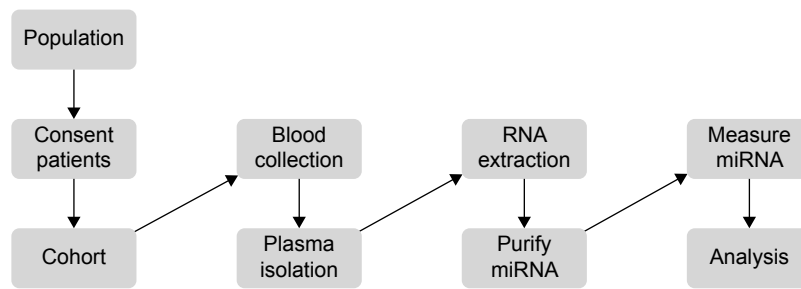 Population
Consent
patients
Cohort
Blood
collection
Plasma
isolation
RNA
extraction
Purify
miRNA
Measure
miRNA
Analysis